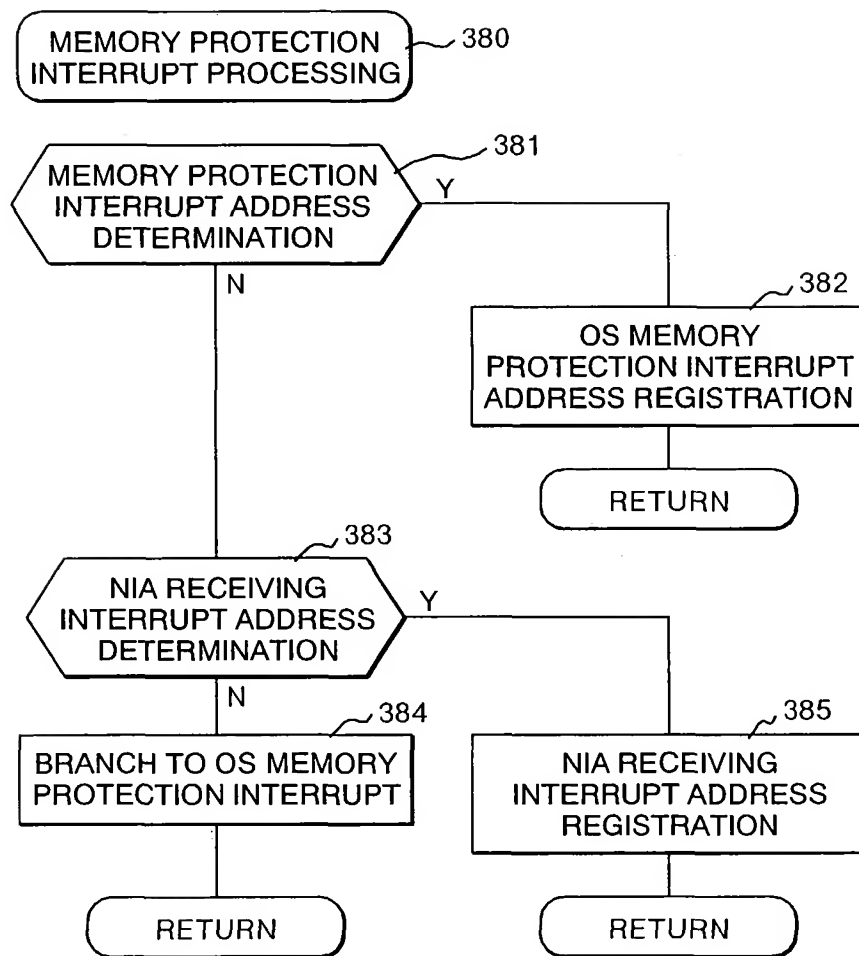 MEMORY PROTECTION
INTERRUPT PROCESSING
380
MEMORY PROTECTION
INTERRUPT ADDRESS
DETERMINATION
381
Y
N
382
OS MEMORY
PROTECTION INTERRUPT
ADDRESS REGISTRATION
RETURN
383
NIA RECEIVING
INTERRUPT ADDRESS
DETERMINATION
Y
N
384
BRANCH TO OS MEMORY
PROTECTION INTERRUPT
385
NIA RECEIVING
INTERRUPT ADDRESS
REGISTRATION
RETURN
RETURN